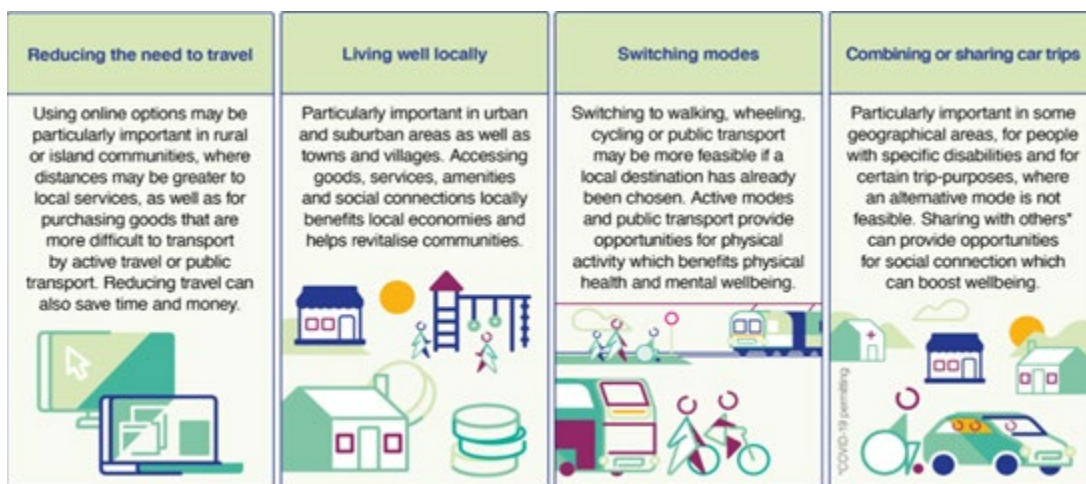 Reducing the need to travel
Using online options may be
particularly important in rural
or island communities, where
distances may be greater to
local services, as well as for
purchasing goods that are
more difficult to transport
by active travel or public
transport. Reducing travel can
also save time and money.
Living well locally
Particularly important in urban
and suburban areas as well as
towns and villages. Accessing
goods, services, amenities
and social connections locally
benefits local economies and
helps revitalise communities.
Switching modes
Switching to walking, wheeling,
cycling or public transport
may be more feasible if a
local destination has already
been chosen. Active modes
and public transport provide
opportunities for physical
activity which benefits physical
health and mental wellbeing.
Combining or sharing car trips
Particularly important in some
geographical areas, for people
with specific disabilities and for
certain trip-purposes, where
an alternative mode is not
feasible. Sharing with others*
can provide opportunities
for social connection which
can boost wellbeing.
*COVID-19 permitting